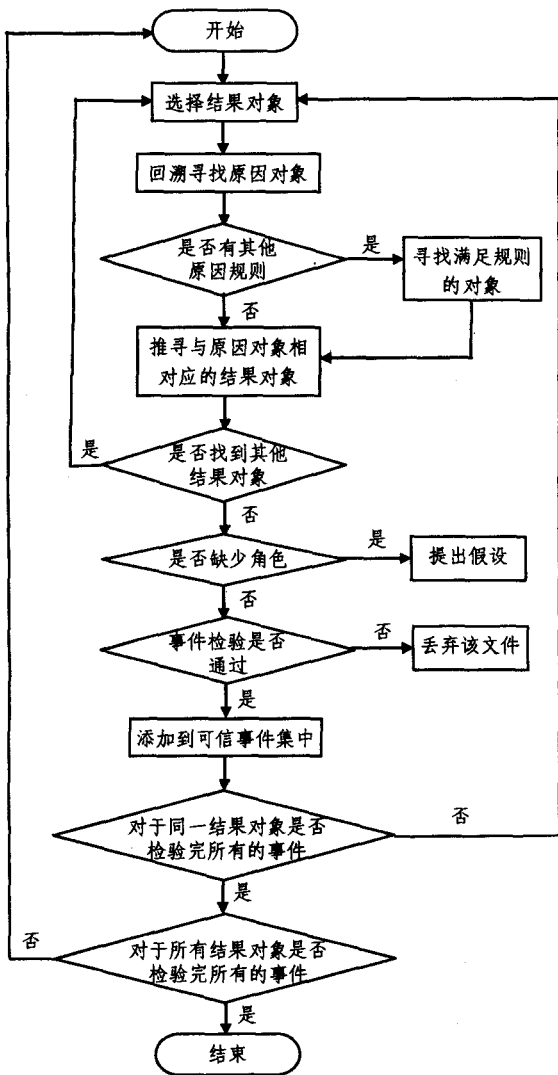 开始
选择结果对象
回溯寻找原因对象
是否有其他
原因规则
是
寻找满足规则
的对象
否
推寻与原因对象相
对应的结果对象
是
是否找到其他
结果对象
否
是否缺少角色
是
提出假设
否
事件检验是否
通过
否
丢弃该文件
是
添加到可信事件集中
对于同一结果对象是否
检验完所有的事件
否
是
否
对于所有结果对象是否
检验完所有的事件
是
结束